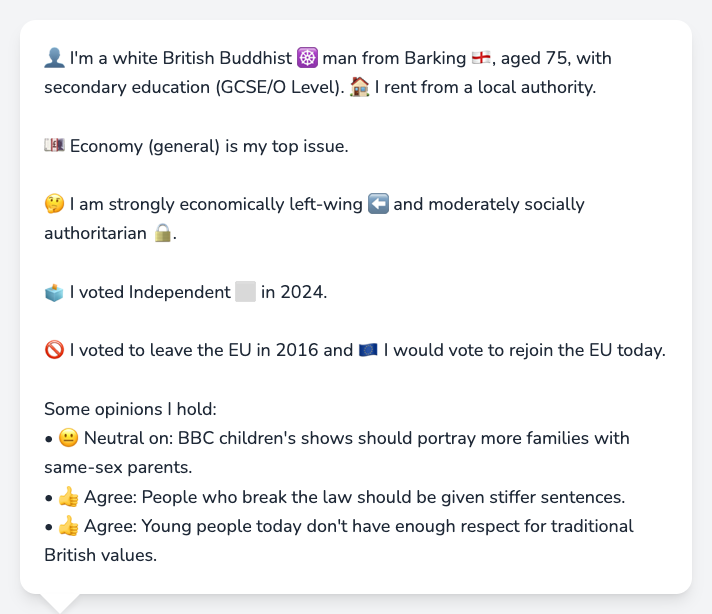 👤 I'm a white British Buddhist ☸️ man from Barking 🏴󠁧󠁢󠁥󠁮󠁧󠁿, aged 75, with
secondary education (GCSE/O Level). 🏠 I rent from a local authority.
💷 Economy (general) is my top issue.
🤔 I am strongly economically left-wing ⬅️ and moderately socially
authoritarian 🔒.
🗳️ I voted Independent ⬜ in 2024.
🚫 I voted to leave the EU in 2016 and 🇪🇺 I would vote to rejoin the EU today.
Some opinions I hold:
• 😐 Neutral on: BBC children's shows should portray more families with
same-sex parents.
• 👍 Agree: People who break the law should be given stiffer sentences.
• 👍 Agree: Young people today don't have enough respect for traditional
British values.